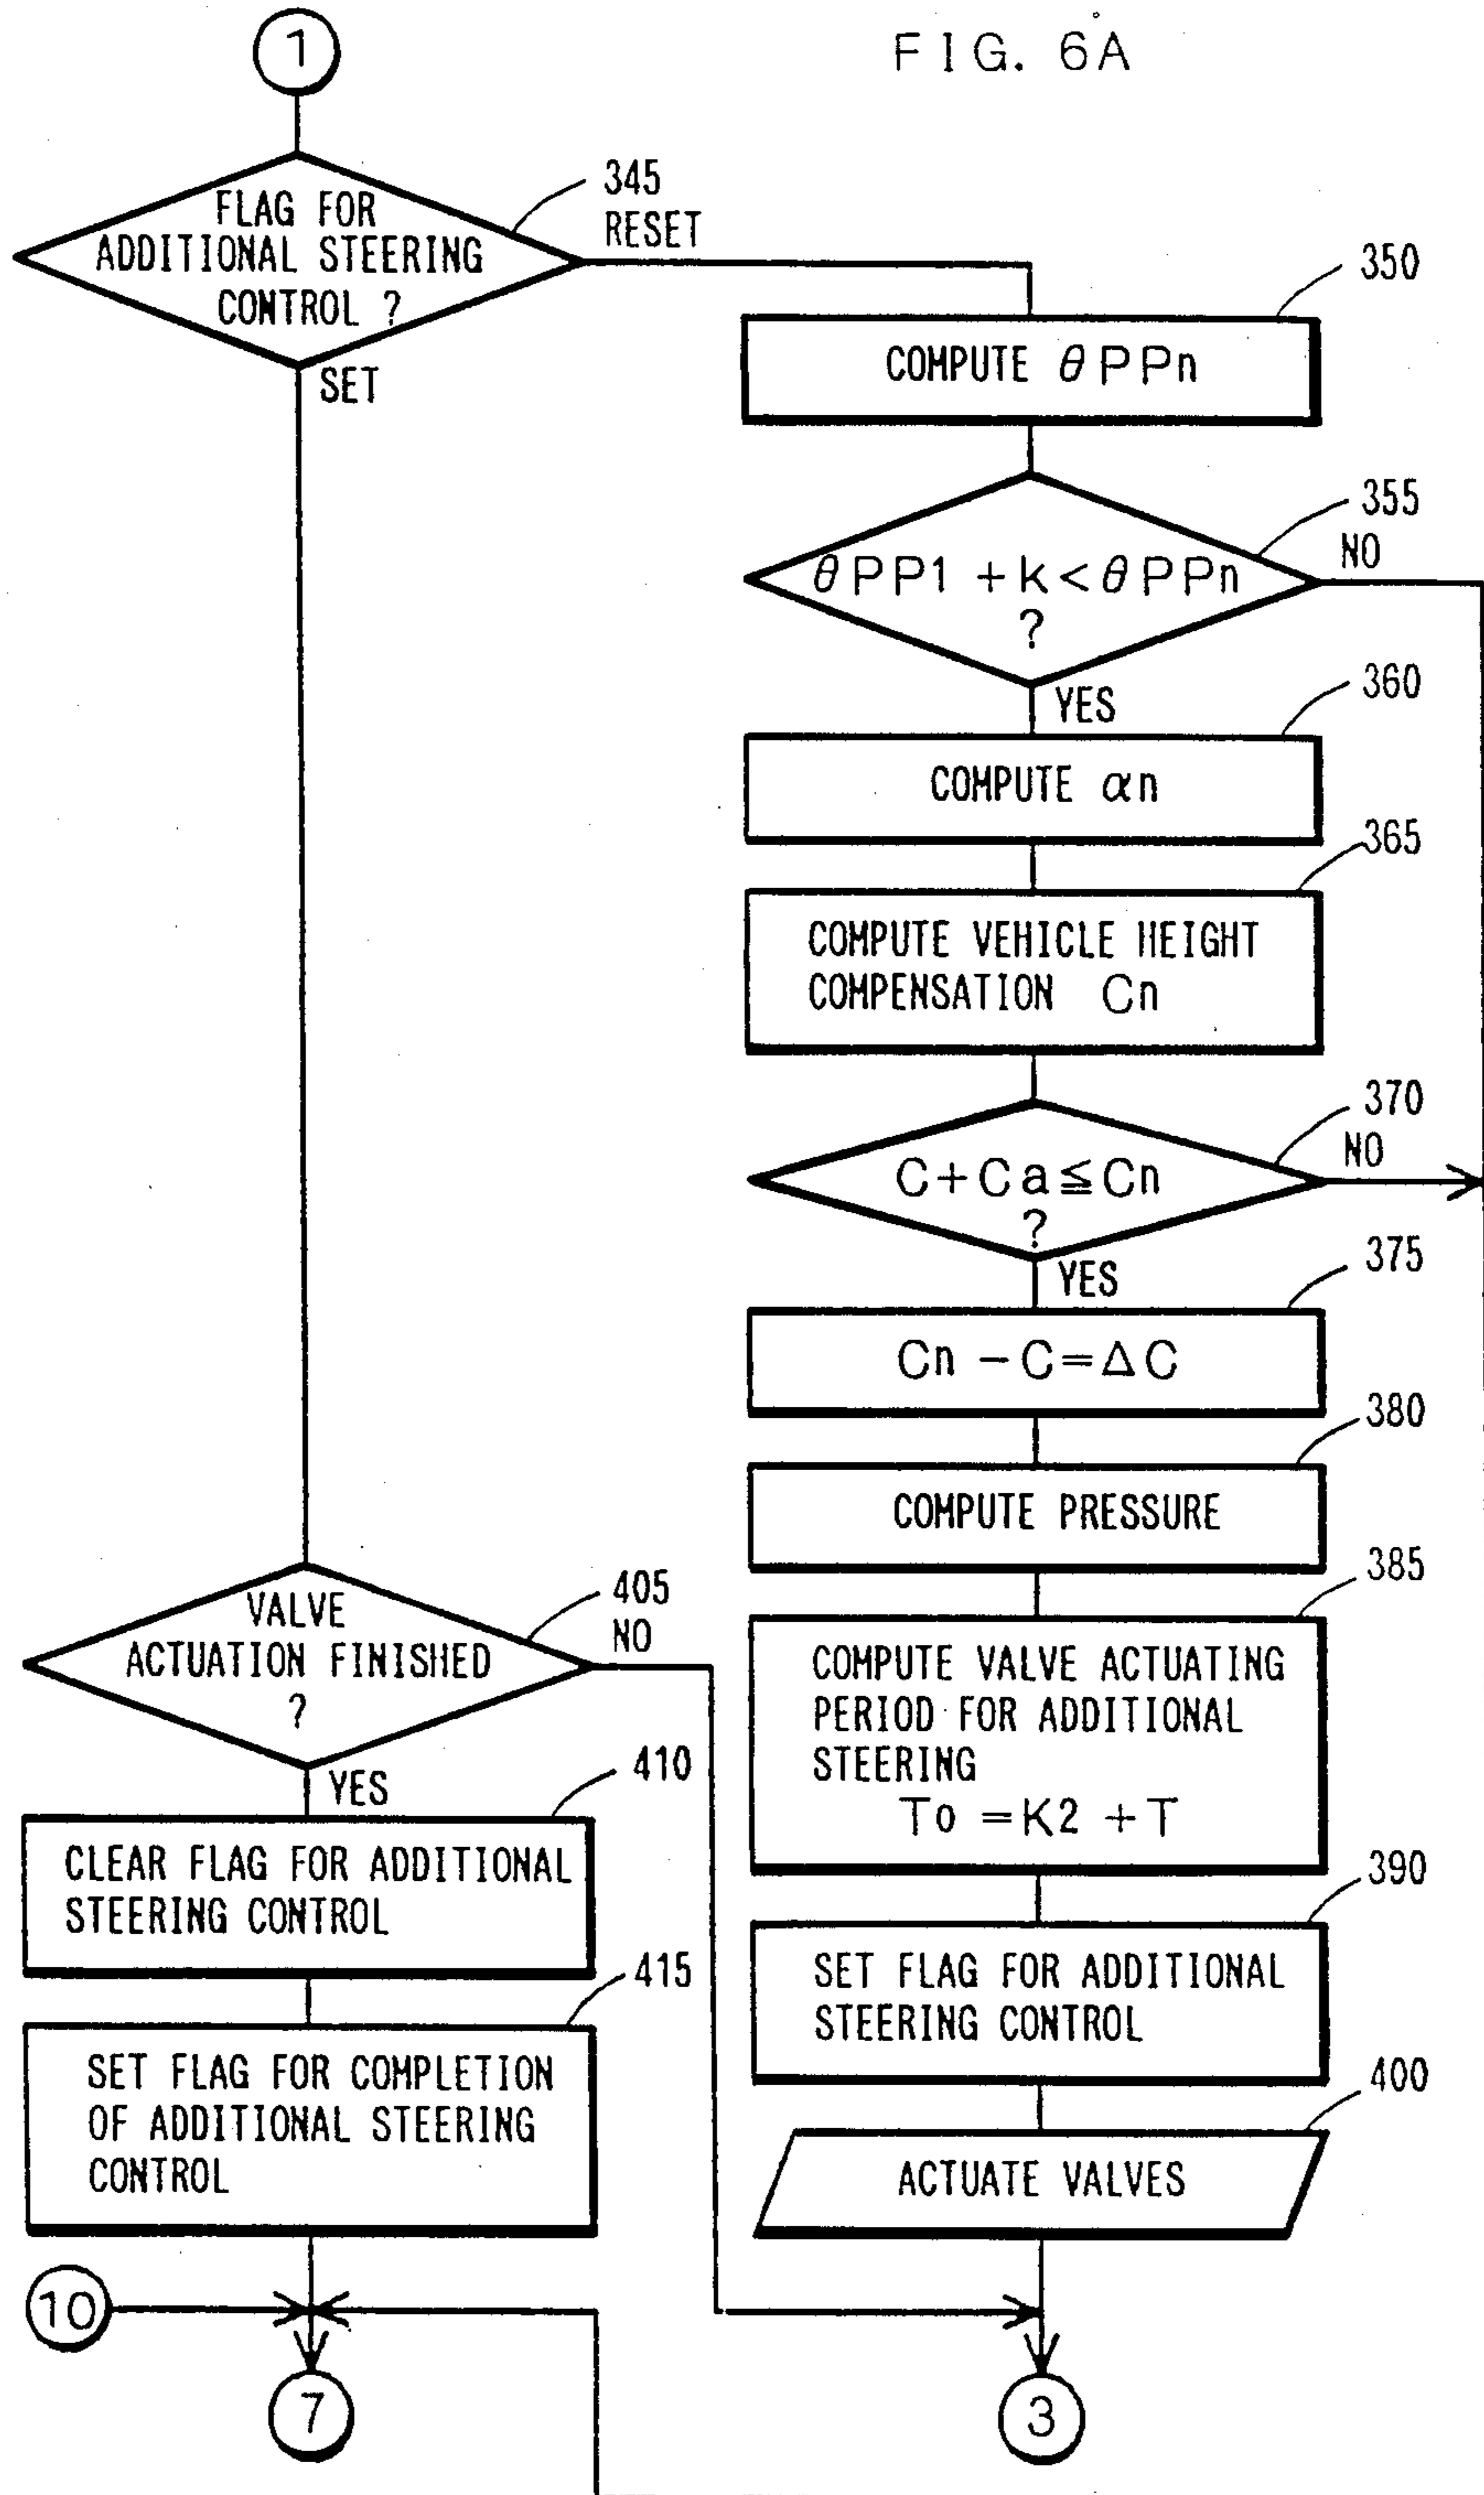 FIG. 6A
1
FLAG FOR
ADDITIONAL STEERING
CONTROL ?
345
RESET
SET
350
COMPUTE θPPn
355
NO
θPP1 + k < θPPn
?
YES
360
COMPUTE αn
365
COMPUTE VEHICLE HEIGHT
COMPENSATION Cn
370
NO
C + Ca ≦ Cn
?
YES
375
Cn − C = ΔC
380
COMPUTE PRESSURE
385
COMPUTE VALVE ACTUATING
PERIOD FOR ADDITIONAL
STEERING
To = K2 + T
390
SET FLAG FOR ADDITIONAL
STEERING CONTROL
400
ACTUATE VALVES
VALVE
ACTUATION FINISHED
?
405
NO
YES
410
CLEAR FLAG FOR ADDITIONAL
STEERING CONTROL
415
SET FLAG FOR COMPLETION
OF ADDITIONAL STEERING
CONTROL
10
7
3